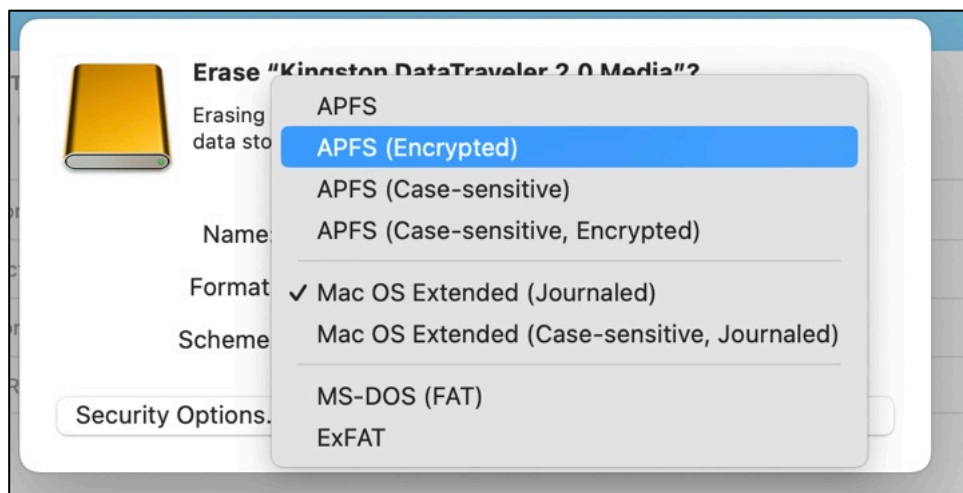 Erase “Kingston DataTraveler 2.0 Media”?
Erasing
data sto
Name:
Format
Scheme
Security Options.
APFS
APFS (Encrypted)
APFS (Case-sensitive)
APFS (Case-sensitive, Encrypted)
✓ Mac OS Extended (Journaled)
Mac OS Extended (Case-sensitive, Journaled)
MS-DOS (FAT)
ExFAT